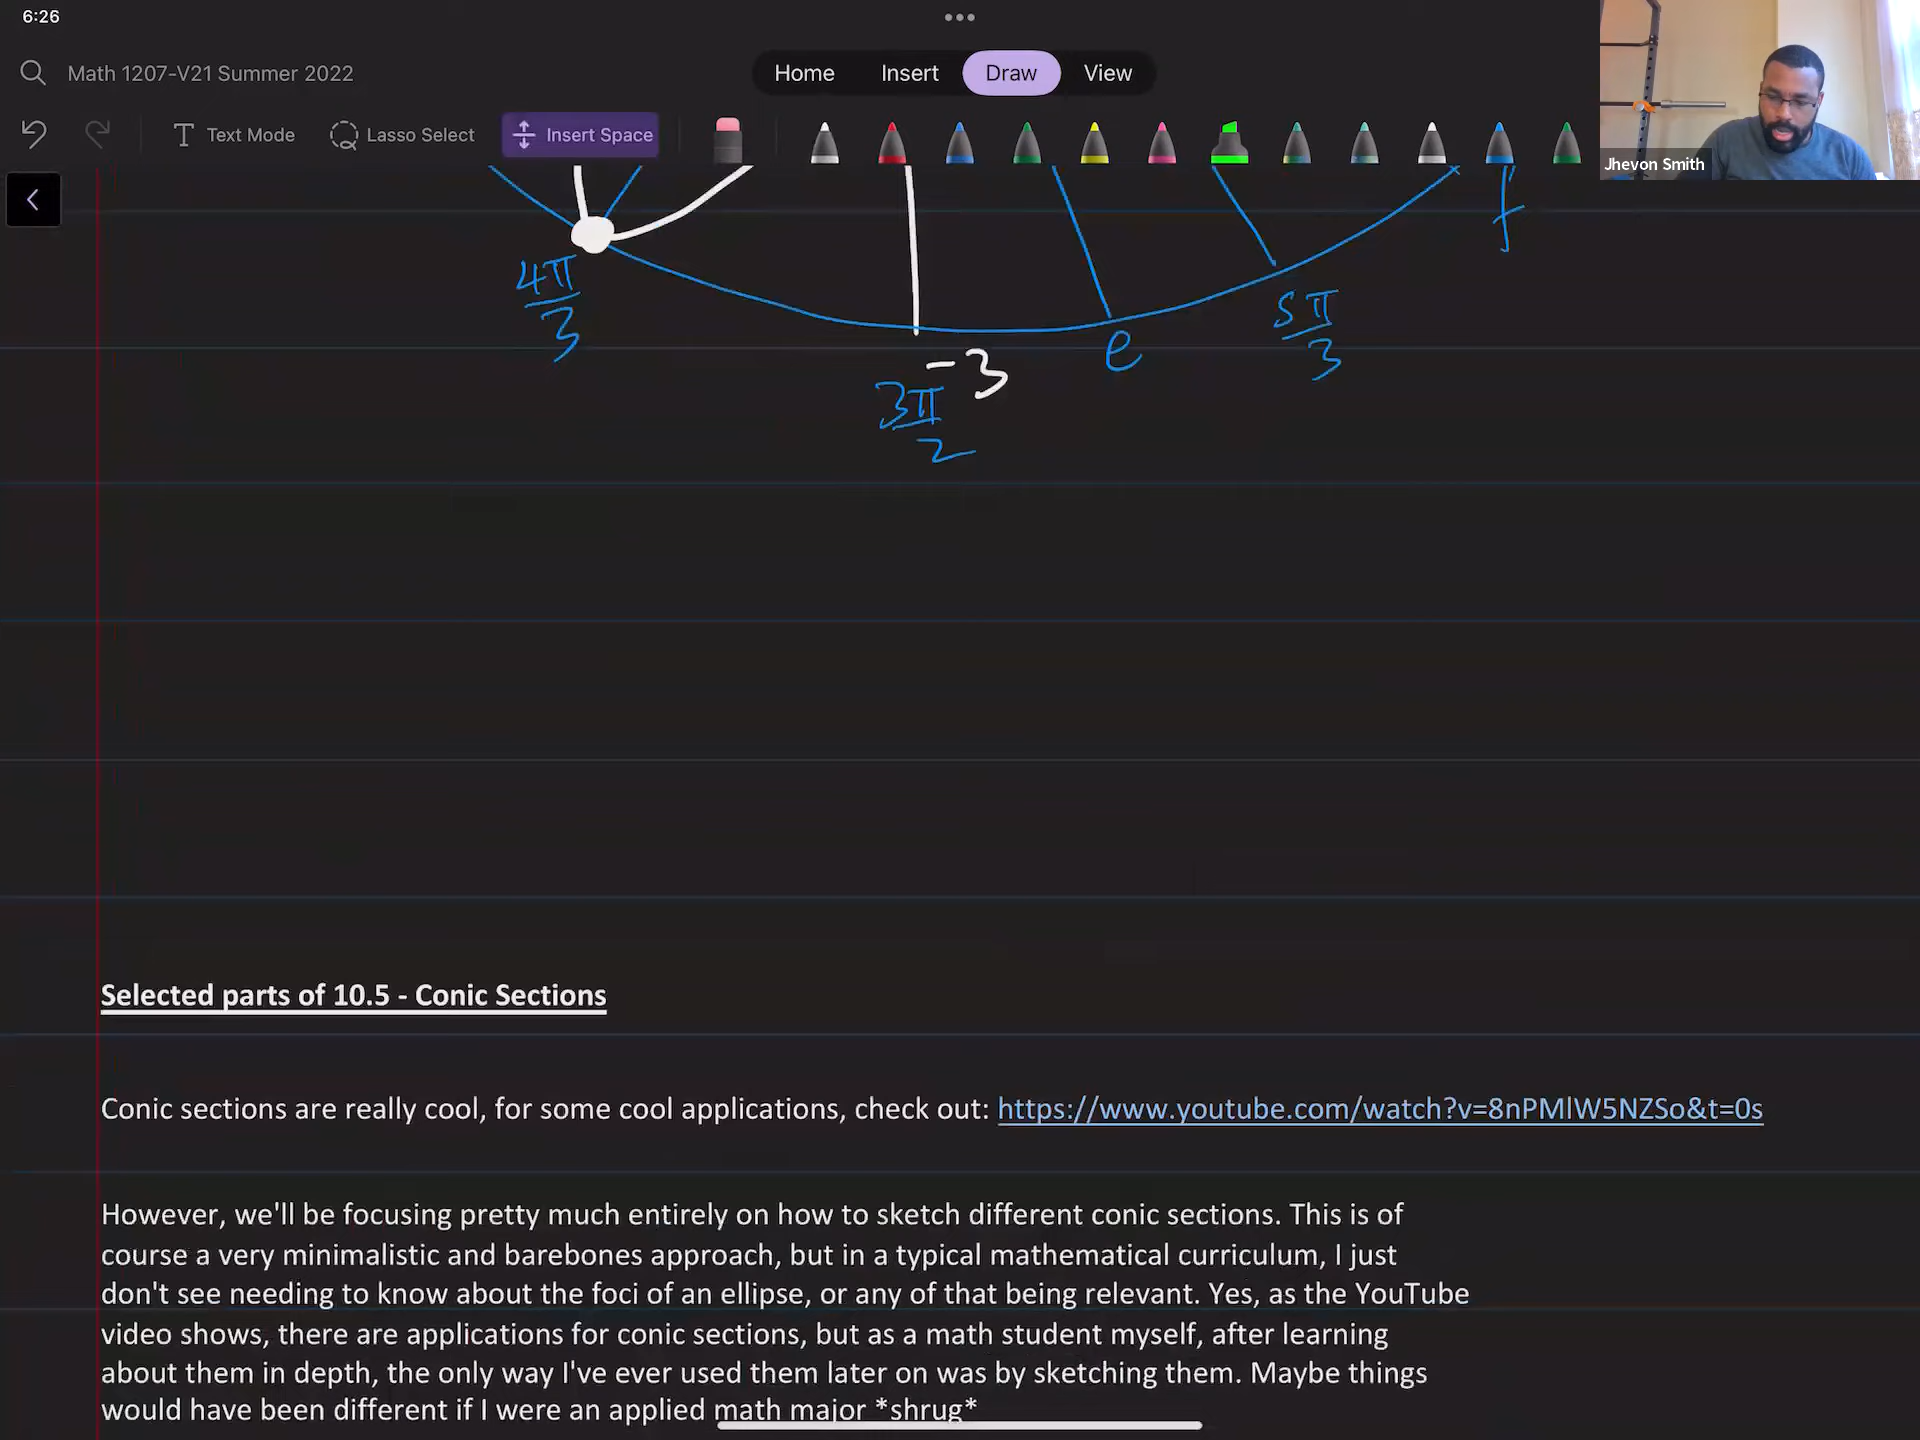 6:26
Math 1207-V21 Summer 2022
Home Insert Draw View
Text Mode Lasso Select Insert Space
Jhevon Smith
f
4π/3
e
5π/3
-3
3π/2
Selected parts of 10.5 - Conic Sections
Conic sections are really cool, for some cool applications, check out: https://www.youtube.com/watch?v=8nPMlW5NZSo&t=0s
However, we'll be focusing pretty much entirely on how to sketch different conic sections. This is of
course a very minimalistic and barebones approach, but in a typical mathematical curriculum, I just
don't see needing to know about the foci of an ellipse, or any of that being relevant. Yes, as the YouTube
video shows, there are applications for conic sections, but as a math student myself, after learning
about them in depth, the only way I've ever used them later on was by sketching them. Maybe things
would have been different if I were an applied math major *shrug*